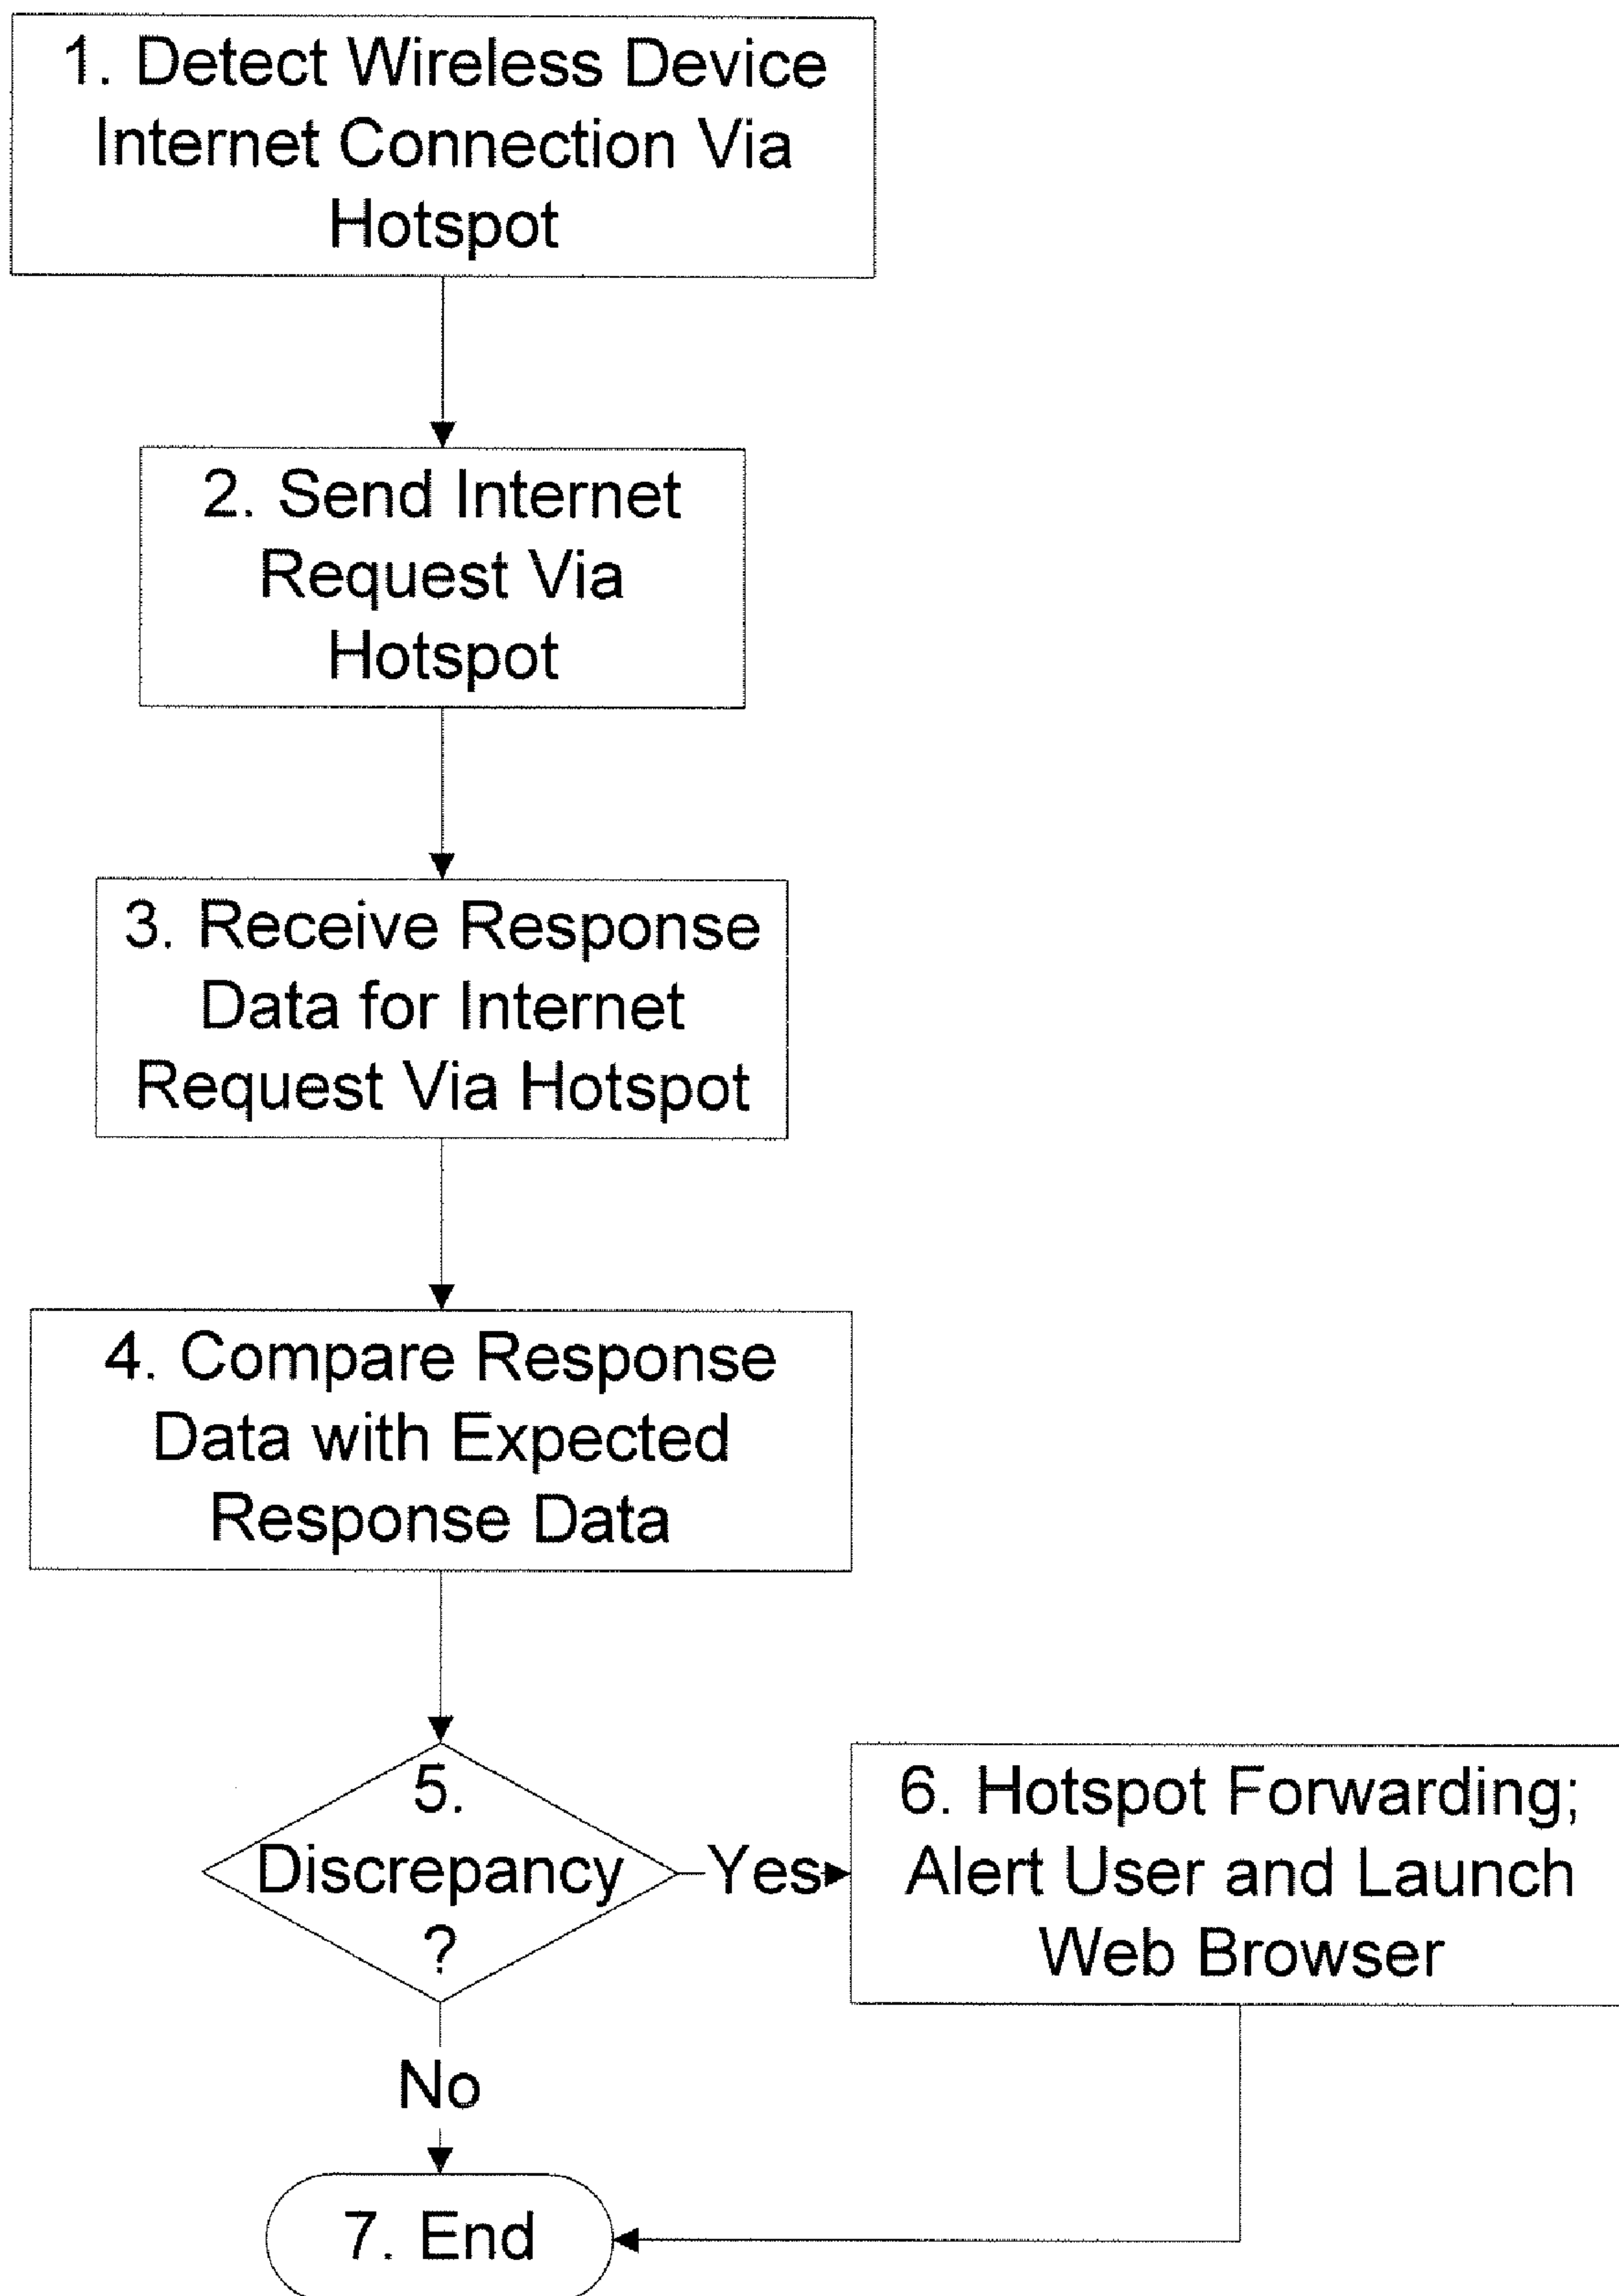 1. Detect Wireless Device
Internet Connection Via
Hotspot
2. Send Internet
Request Via
Hotspot
3. Receive Response
Data for Internet
Request Via Hotspot
4. Compare Response
Data with Expected
Response Data
5.
Discrepancy
?
Yes
6. Hotspot Forwarding;
Alert User and Launch
Web Browser
No
7. End